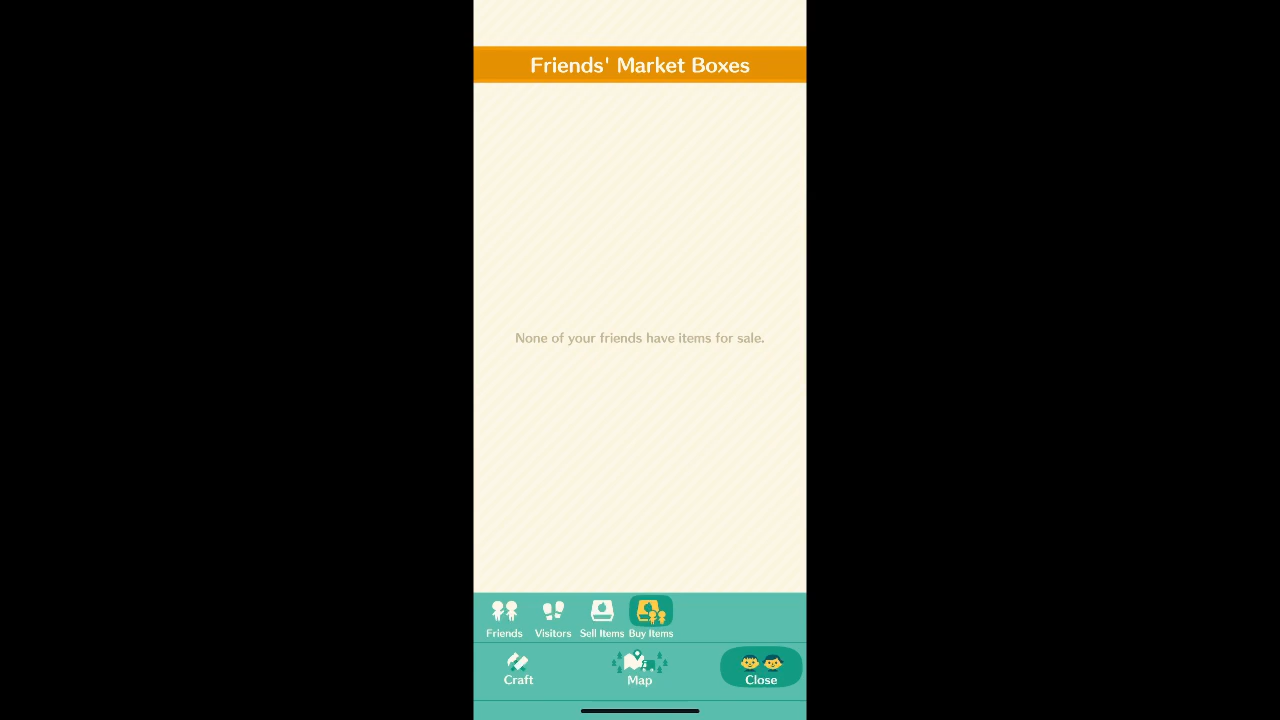 Friends' Market Boxes
None of your friends have items for sale.
Friends Visitors Sell Items Buy Items
Craft Map Close